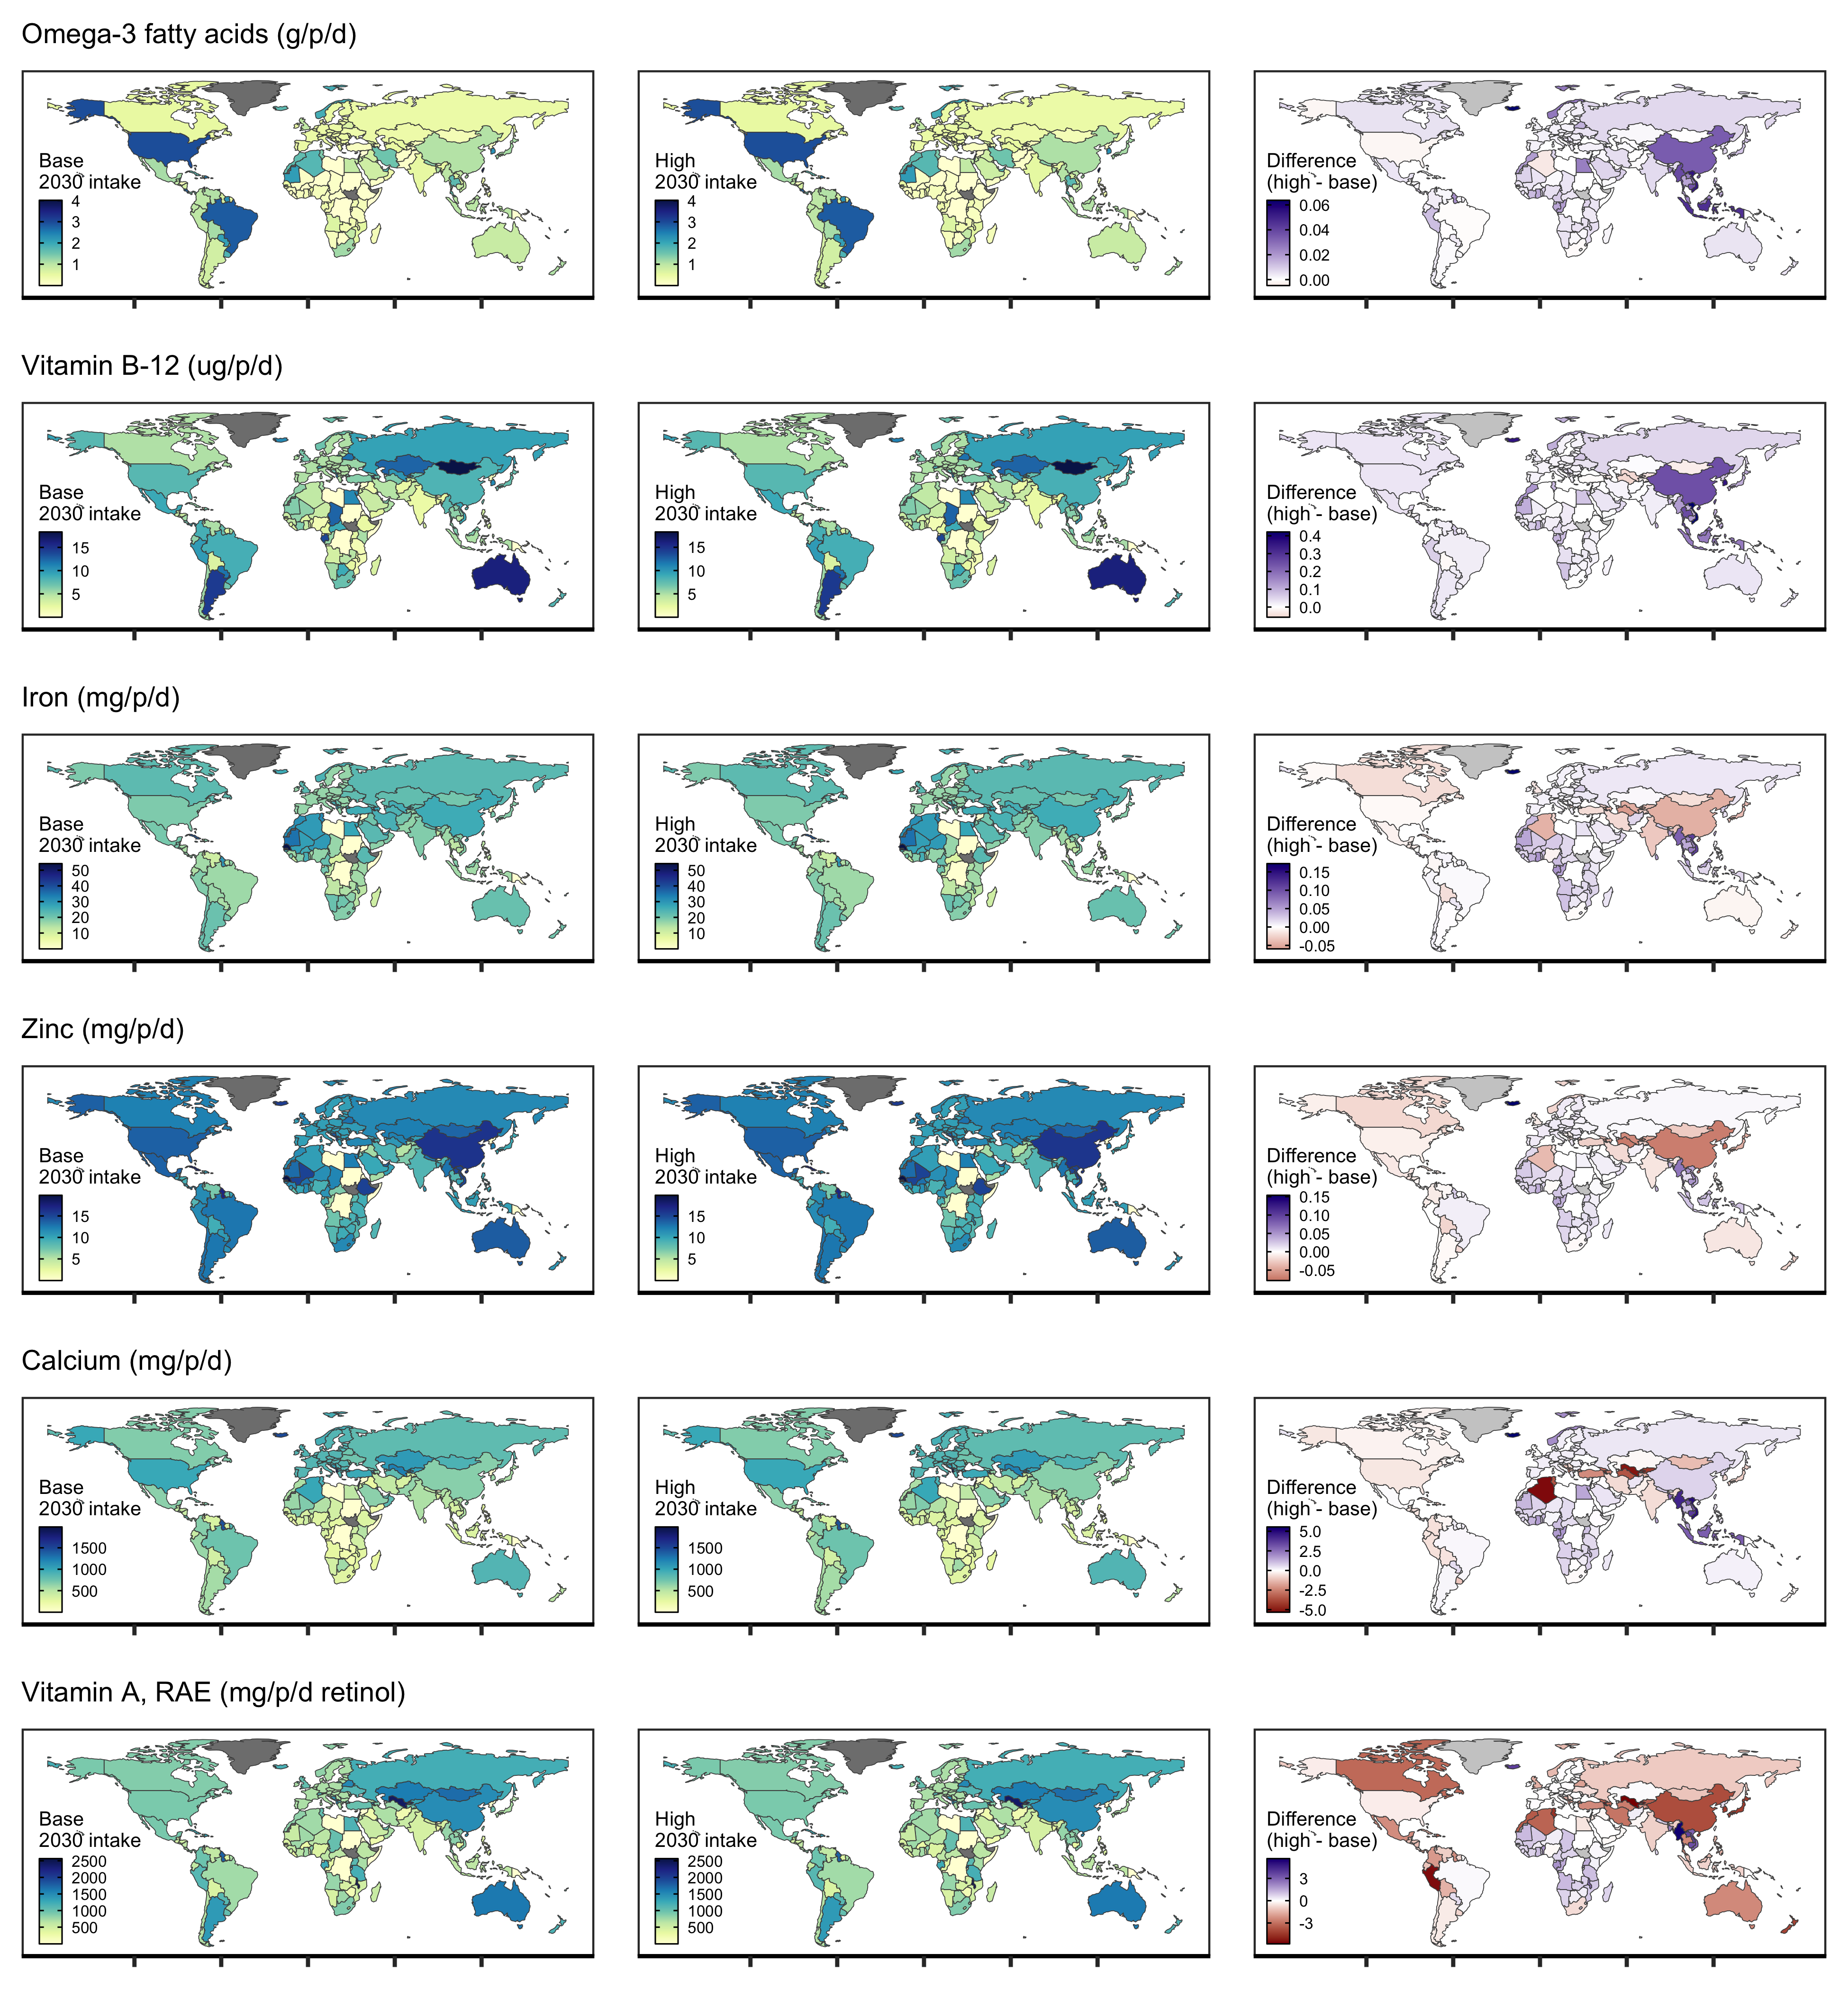 Omega-3 fatty acids (g/p/d)
Base
2030 intake
4
3
2
1
High
2030 intake
4
3
2
1
Difference
(high - base)
0.06
0.04
0.02
0.00
Vitamin B-12 (ug/p/d)
Base
2030 intake
15
10
5
High
2030 intake
15
10
5
Difference
(high - base)
0.4
0.3
0.2
0.1
0.0
Iron (mg/p/d)
Base
2030 intake
50
40
30
20
10
High
2030 intake
50
40
30
20
10
Difference
(high - base)
0.15
0.10
0.05
0.00
-0.05
Zinc (mg/p/d)
Base
2030 intake
15
10
5
High
2030 intake
15
10
5
Difference
(high - base)
0.15
0.10
0.05
0.00
-0.05
Calcium (mg/p/d)
Base
2030 intake
1500
1000
500
High
2030 intake
1500
1000
500
Difference
(high - base)
5.0
2.5
0.0
-2.5
-5.0
Vitamin A, RAE (mg/p/d retinol)
Base
2030 intake
2500
2000
1500
1000
500
High
2030 intake
2500
2000
1500
1000
500
Difference
(high - base)
3
0
-3